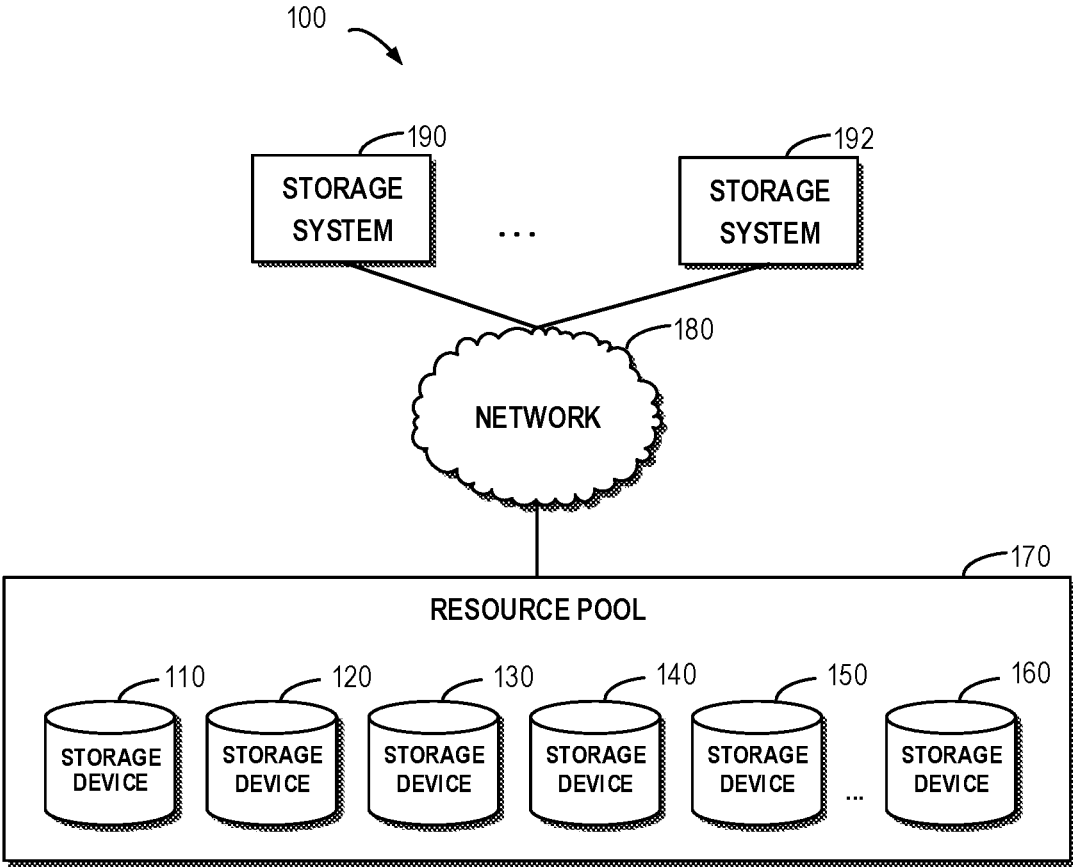 100
190
192
STORAGE
SYSTEM
...
STORAGE
SYSTEM
180
NETWORK
170
RESOURCE POOL
110
120
130
140
150
160
STORAGE
DEVICE
STORAGE
DEVICE
STORAGE
DEVICE
STORAGE
DEVICE
STORAGE
DEVICE
...
STORAGE
DEVICE